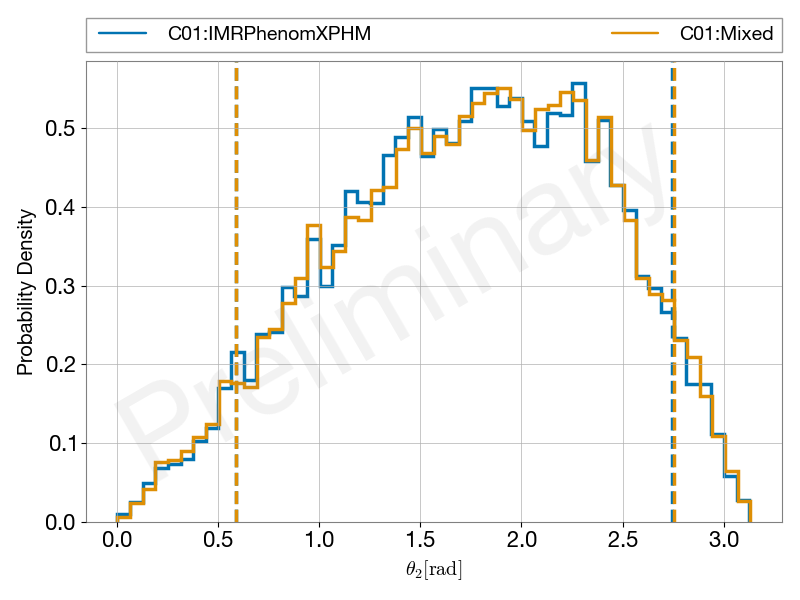 C01:IMRPhenomXPHM C01:Mixed
Probability Density
0.5
0.4
0.3
0.2
0.1
0.0
Preliminary
0.0 0.5 1.0 1.5 2.0 2.5 3.0
θ₂[rad]